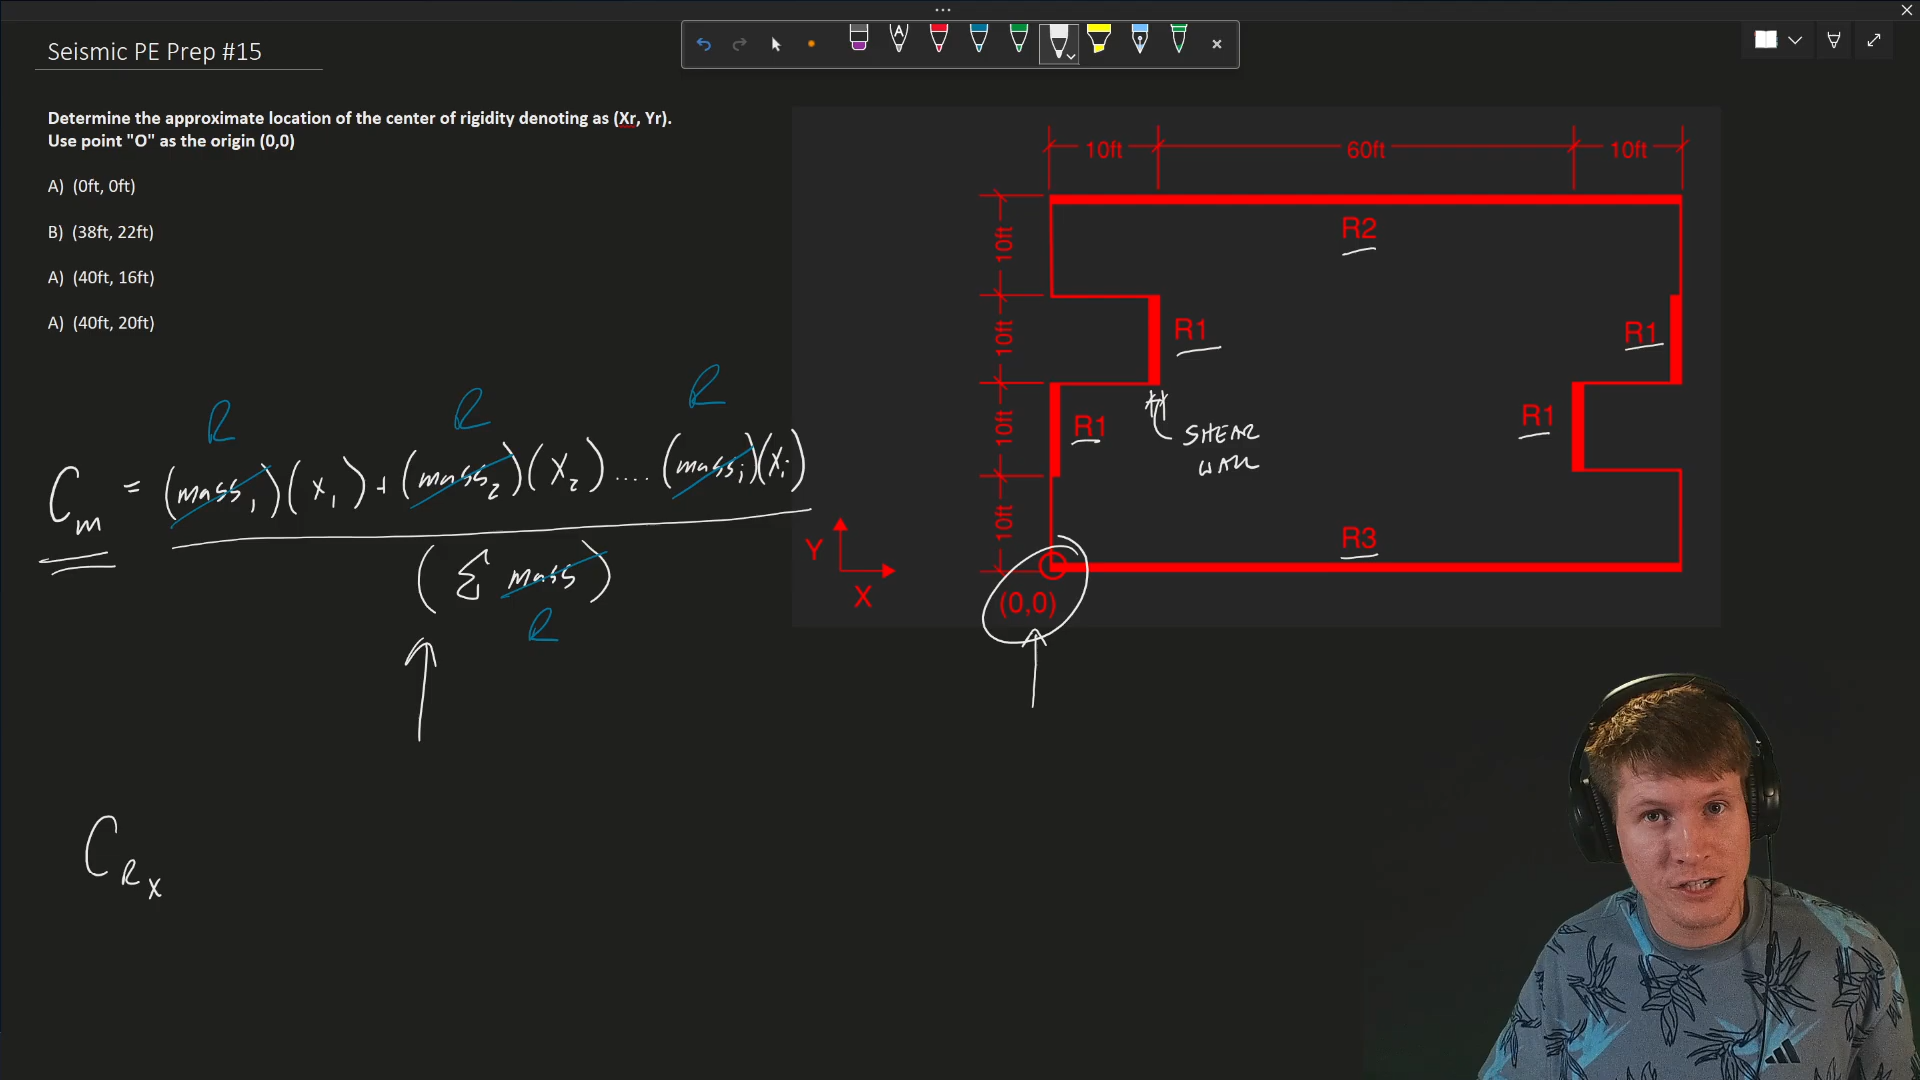 Seismic PE Prep #15
Determine the approximate location of the center of rigidity denoting as (Xr, Yr).
Use point "O" as the origin (0,0)
A) (0ft, 0ft)
B) (38ft, 22ft)
A) (40ft, 16ft)
A) (40ft, 20ft)
R R R
Cm = (mass1)(x1) + (mass2)(x2) .... (massi)(xi)
(Σ mass)
R
CRx
10ft 60ft 10ft
10ft
10ft
10ft
10ft
R2
R1
R1
R1
R1
SHEAR
WALL
R3
Y
X
(0,0)
A